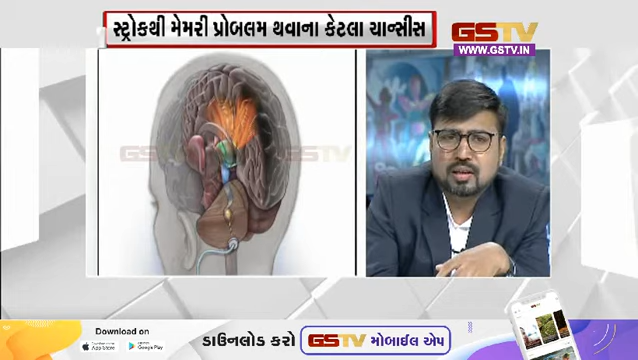 સ્ટ્રોકથી મેમરી પ્રોબલમ થવાના કેટલા ચાન્સીસ
GSTV
WWW.GSTV.IN
GSTV
GSTV
Download on
App Store
Google Play
ડાઉનલોડ કરો GSTV મોબાઈલ એપ